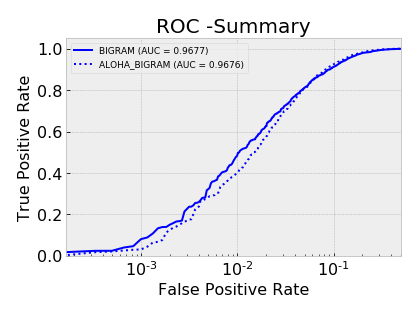 ROC -Summary
BIGRAM (AUC = 0.9677)
ALOHA_BIGRAM (AUC = 0.9676)
True Positive Rate
1.0
0.8
0.6
0.4
0.2
0.0
10⁻³ 10⁻² 10⁻¹
False Positive Rate